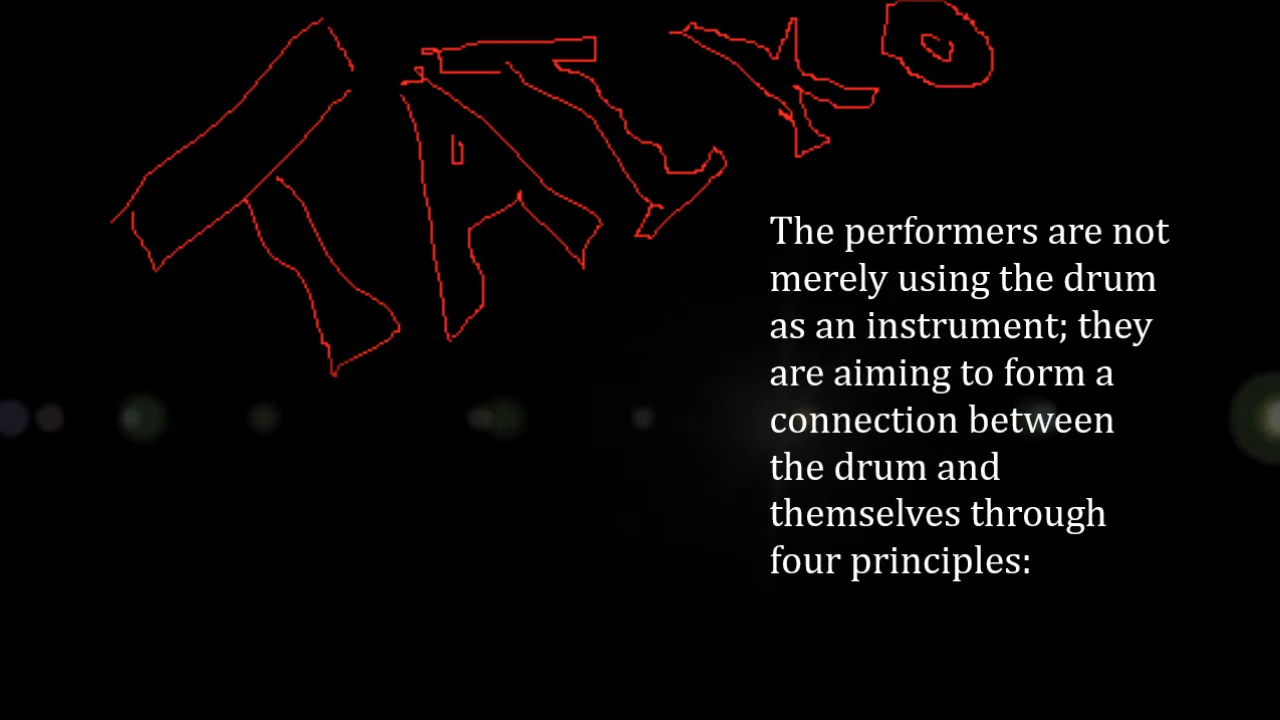 TAIKO
The performers are not
merely using the drum
as an instrument; they
are aiming to form a
connection between
the drum and
themselves through
four principles: